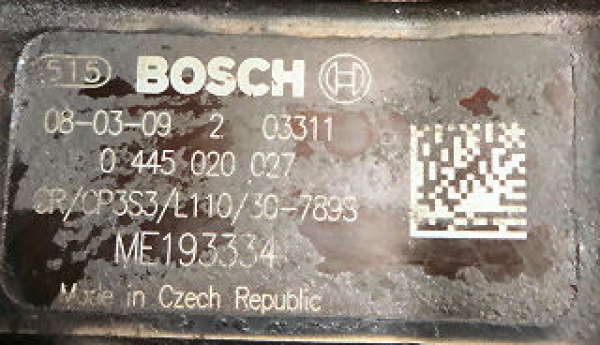 515 BOSCH
08-03-09 2 03311
0 445 020 027
CR/CP3S3/L110/30-789S
ME193334
Made in Czech Republic